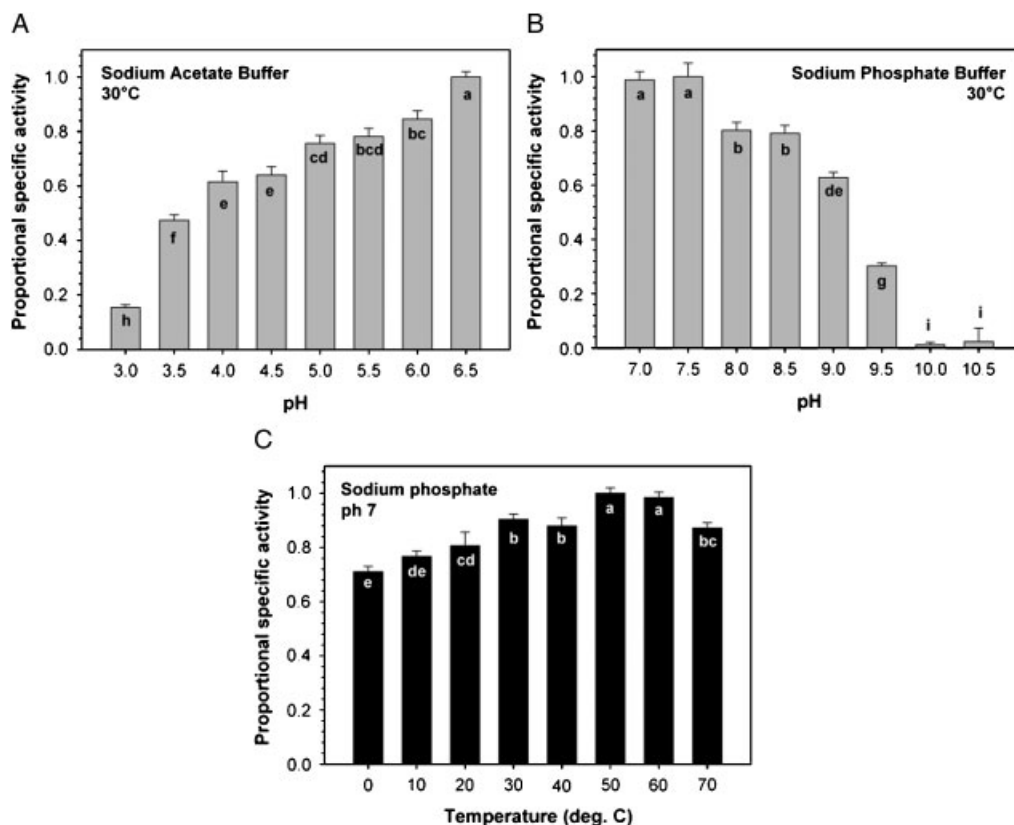 A
Sodium Acetate Buffer
30°C
Proportional specific activity
1.0
0.8
0.6
0.4
0.2
0.0
h
f
e
e
cd
bcd
bc
a
3.0 3.5 4.0 4.5 5.0 5.5 6.0 6.5
pH
B
Sodium Phosphate Buffer
30°C
Proportional specific activity
1.0
0.8
0.6
0.4
0.2
0.0
a
a
b
b
de
g
i
i
7.0 7.5 8.0 8.5 9.0 9.5 10.0 10.5
pH
C
Sodium phosphate
ph 7
Proportional specific activity
1.0
0.8
0.6
0.4
0.2
0.0
e
de
cd
b
b
a
a
bc
0 10 20 30 40 50 60 70
Temperature (deg. C)